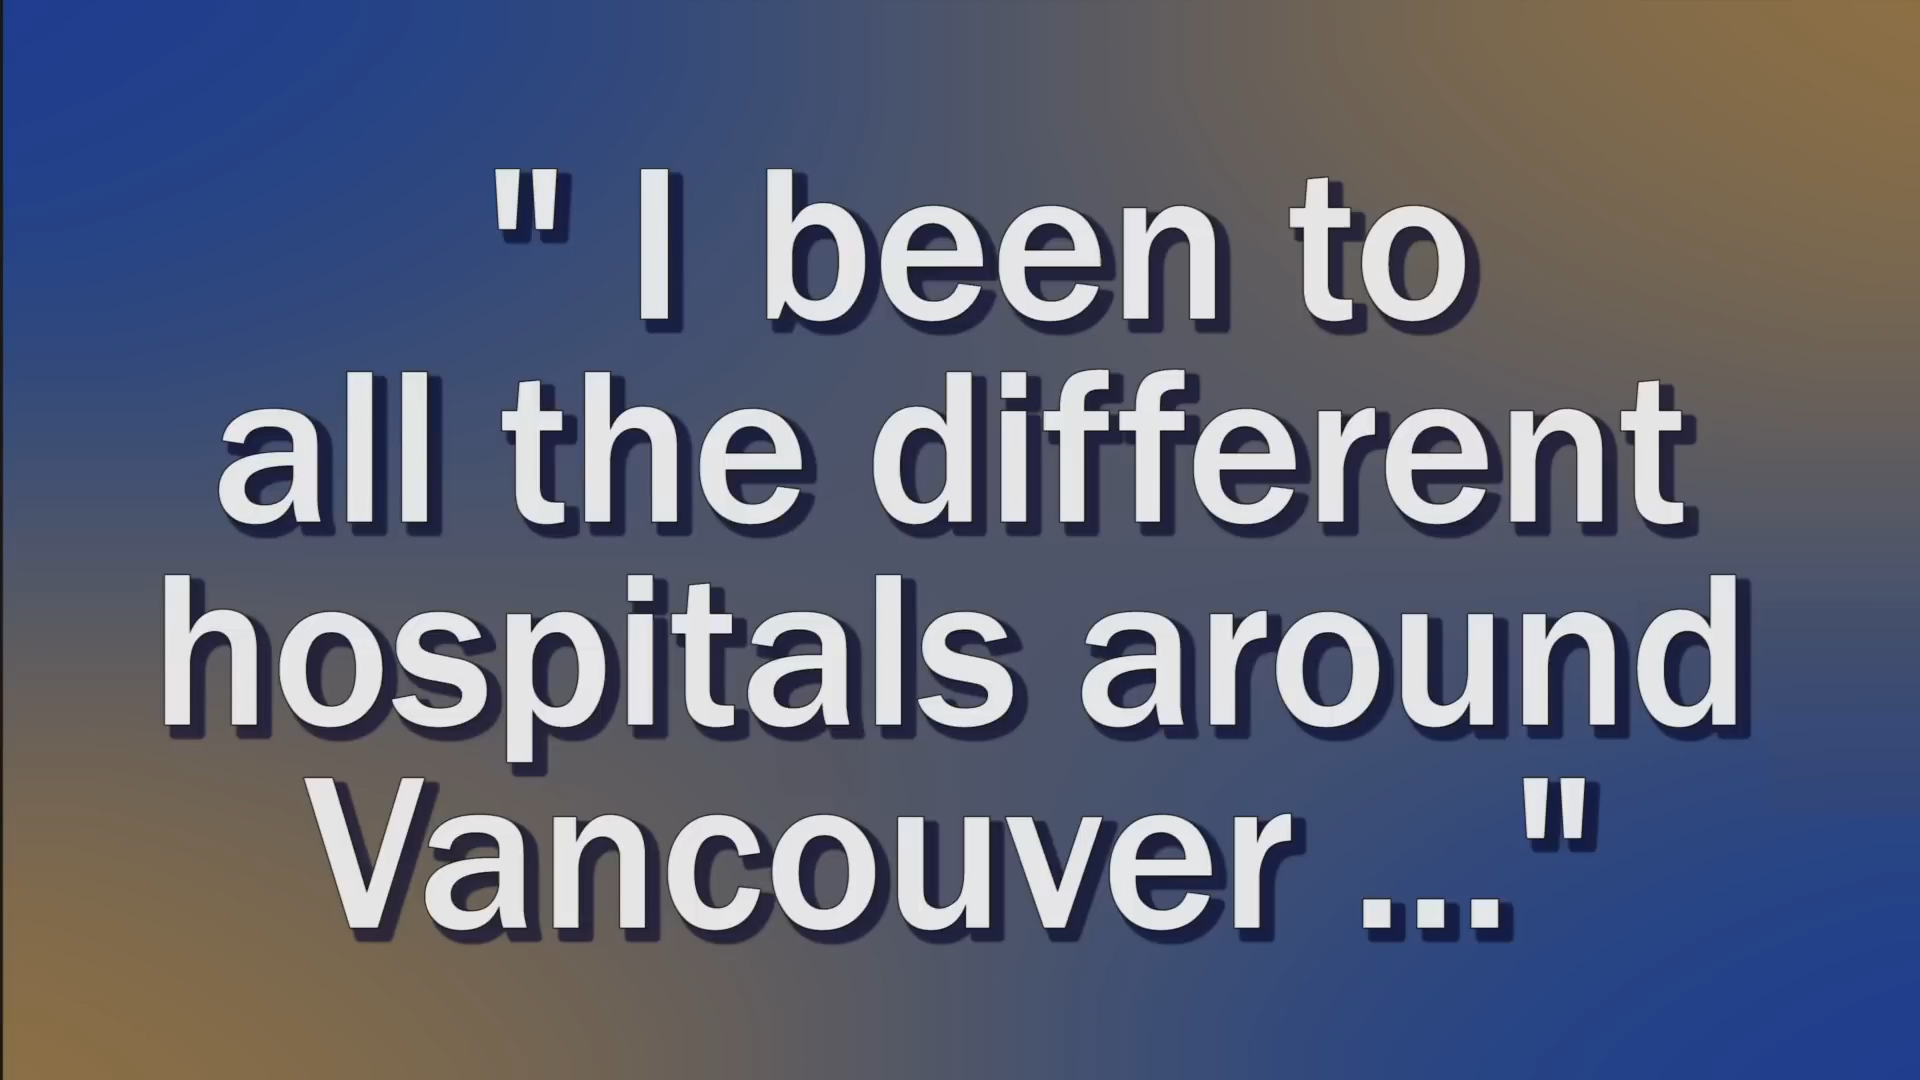 " I been to
all the different
hospitals around
Vancouver ..."